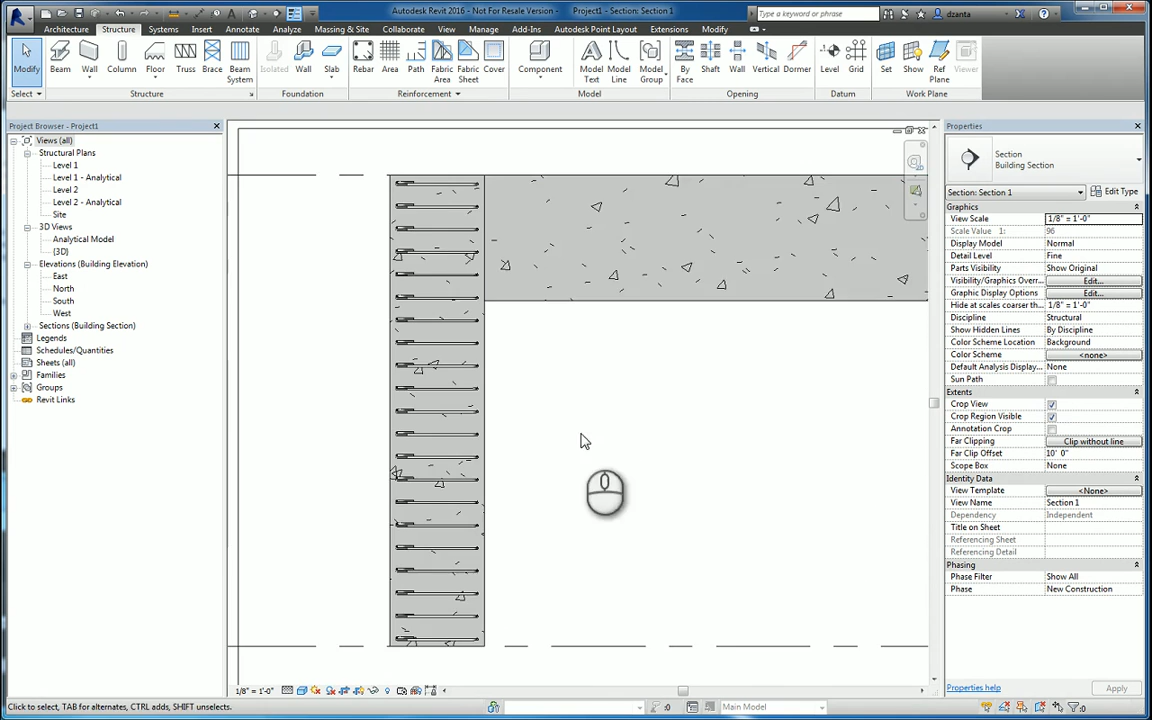 Autodesk Revit 2016 - Not For Resale Version - Project1 - Section: Section 1
Type a keyword or phrase
dzanta
Architecture Structure Systems Insert Annotate Analyze Massing & Site Collaborate View Manage Add-Ins Autodesk Point Layout Extensions Modify
Modify Beam Wall Column Floor Truss Brace Beam System Isolated Wall Slab Rebar Area Path Fabric Area Fabric Sheet Cover Component Model Text Model Line Model Group By Face Shaft Wall Vertical Dormer Level Grid Set Show Ref Plane Viewer
Select Structure Foundation Reinforcement Model Opening Datum Work Plane
Project Browser - Project1
Views (all)
Structural Plans
Level 1
Level 1 - Analytical
Level 2
Level 2 - Analytical
Site
3D Views
Analytical Model
{3D}
Elevations (Building Elevation)
East
North
South
West
Sections (Building Section)
Legends
Schedules/Quantities
Sheets (all)
Families
Groups
Revit Links
Properties
Section
Building Section
Section: Section 1 Edit Type
Graphics
View Scale 1/8" = 1'-0"
Scale Value 1: 96
Display Model Normal
Detail Level Fine
Parts Visibility Show Original
Visibility/Graphics Overr... Edit...
Graphic Display Options Edit...
Hide at scales coarser th... 1/8" = 1'-0"
Discipline Structural
Show Hidden Lines By Discipline
Color Scheme Location Background
Color Scheme <none>
Default Analysis Display... None
Sun Path
Extents
Crop View
Crop Region Visible
Annotation Crop
Far Clipping Clip without line
Far Clip Offset 10' 0"
Scope Box None
Identity Data
View Template <None>
View Name Section 1
Dependency Independent
Title on Sheet
Referencing Sheet
Referencing Detail
Phasing
Phase Filter Show All
Phase New Construction
Properties help Apply
1/8" = 1'-0"
Click to select, TAB for alternates, CTRL adds, SHIFT unselects. :0 Main Model :0